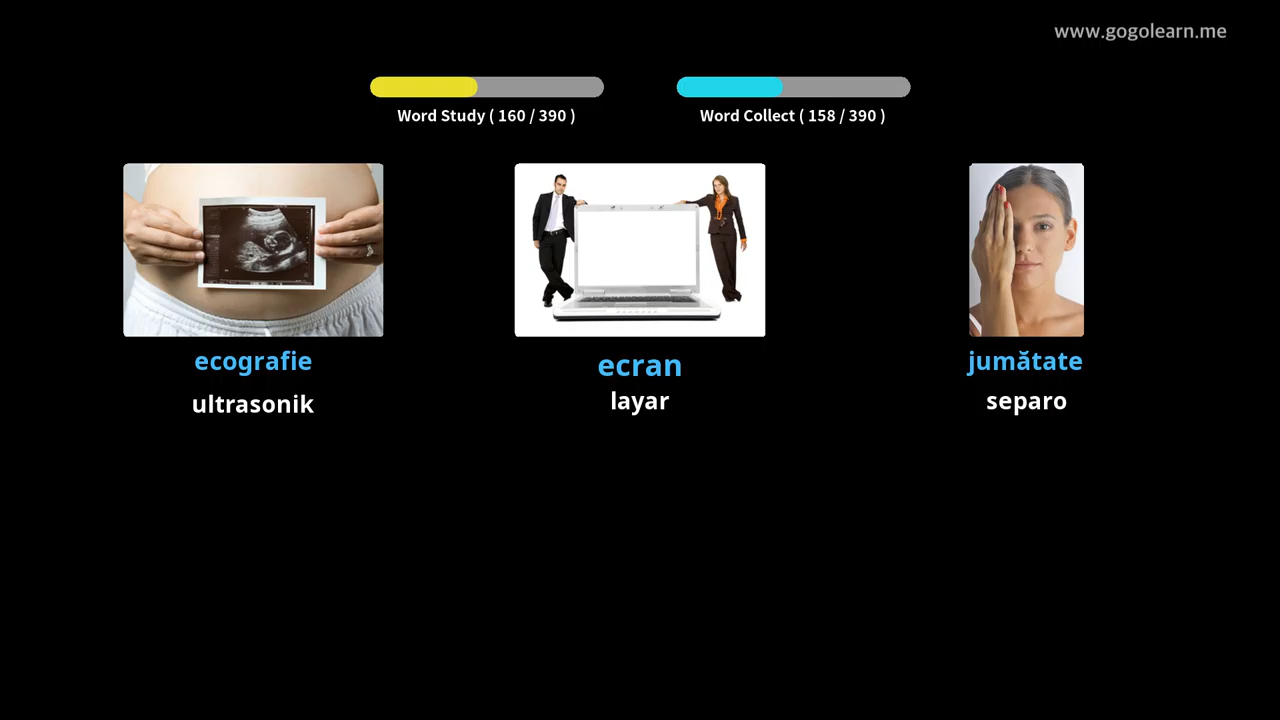 www.gogolearn.me
Word Study ( 160 / 390 )
Word Collect ( 158 / 390 )
ecografie
ultrasonik
ecran
layar
jumătate
separo